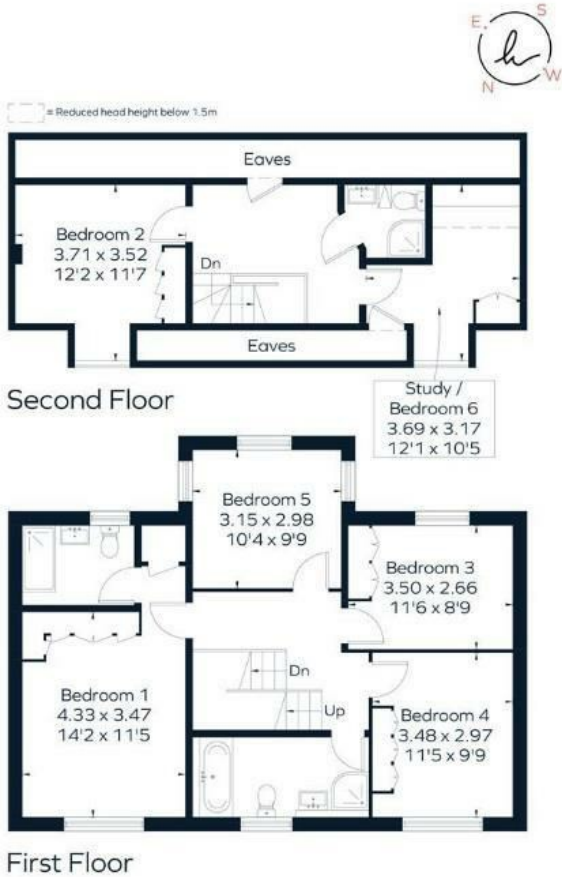 S
E
W
N
= Reduced head height below 1.5m
Eaves
Bedroom 2
3.71 x 3.52
12'2 x 11'7
Dn
Eaves
Second Floor
Study /
Bedroom 6
3.69 x 3.17
12'1 x 10'5
Bedroom 5
3.15 x 2.98
10'4 x 9'9
Bedroom 3
3.50 x 2.66
11'6 x 8'9
Dn
Up
Bedroom 1
4.33 x 3.47
14'2 x 11'5
Bedroom 4
3.48 x 2.97
11'5 x 9'9
First Floor